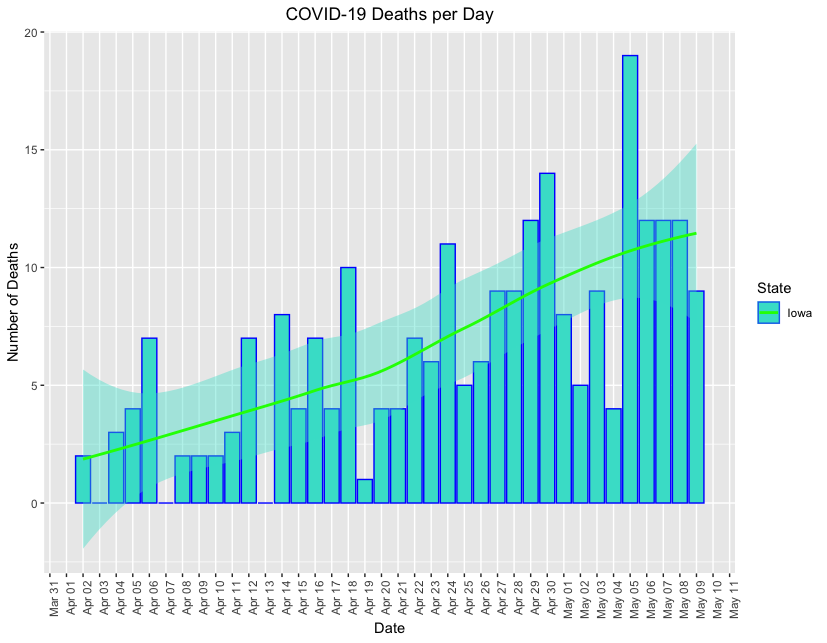 COVID-19 Deaths per Day
Number of Deaths
20
15
10
5
0
Mar 31
Apr 01
Apr 02
Apr 03
Apr 04
Apr 05
Apr 06
Apr 07
Apr 08
Apr 09
Apr 10
Apr 11
Apr 12
Apr 13
Apr 14
Apr 15
Apr 16
Apr 17
Apr 18
Apr 19
Apr 20
Apr 21
Apr 22
Apr 23
Apr 24
Apr 25
Apr 26
Apr 27
Apr 28
Apr 29
Apr 30
May 01
May 02
May 03
May 04
May 05
May 06
May 07
May 08
May 09
May 10
May 11
Date
State
Iowa